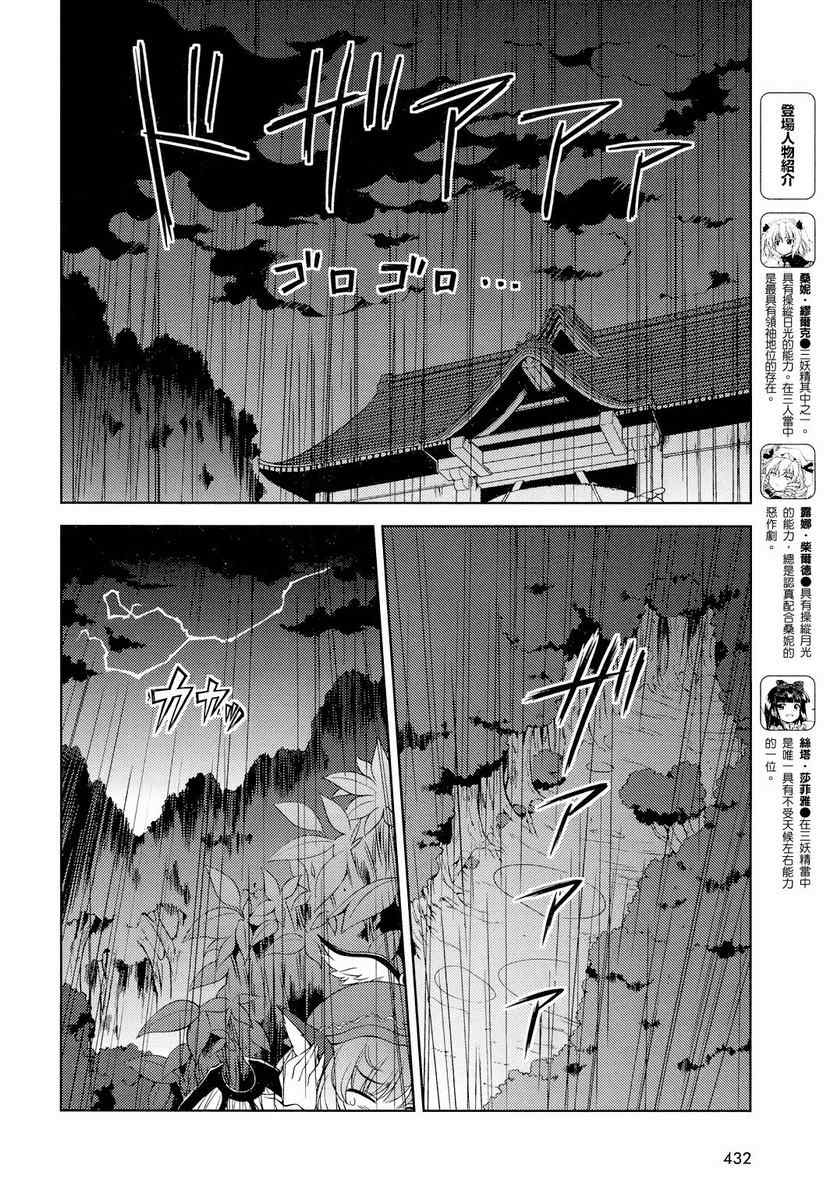 登場人物紹介
桑妮・繆爾克●三妖精其中之一。
具有操縱日光的能力。在三人當中
是最具有領袖地位的存在。
露娜・柴爾德●具有操縱月光
的能力，總是認真配合桑妮的
惡作劇。
絲塔・莎菲雅●在三妖精當中
是唯一具有不受天候左右能力
的一位。
ドザアアア
ゴロゴロ…
ザアアア
カカッ
432